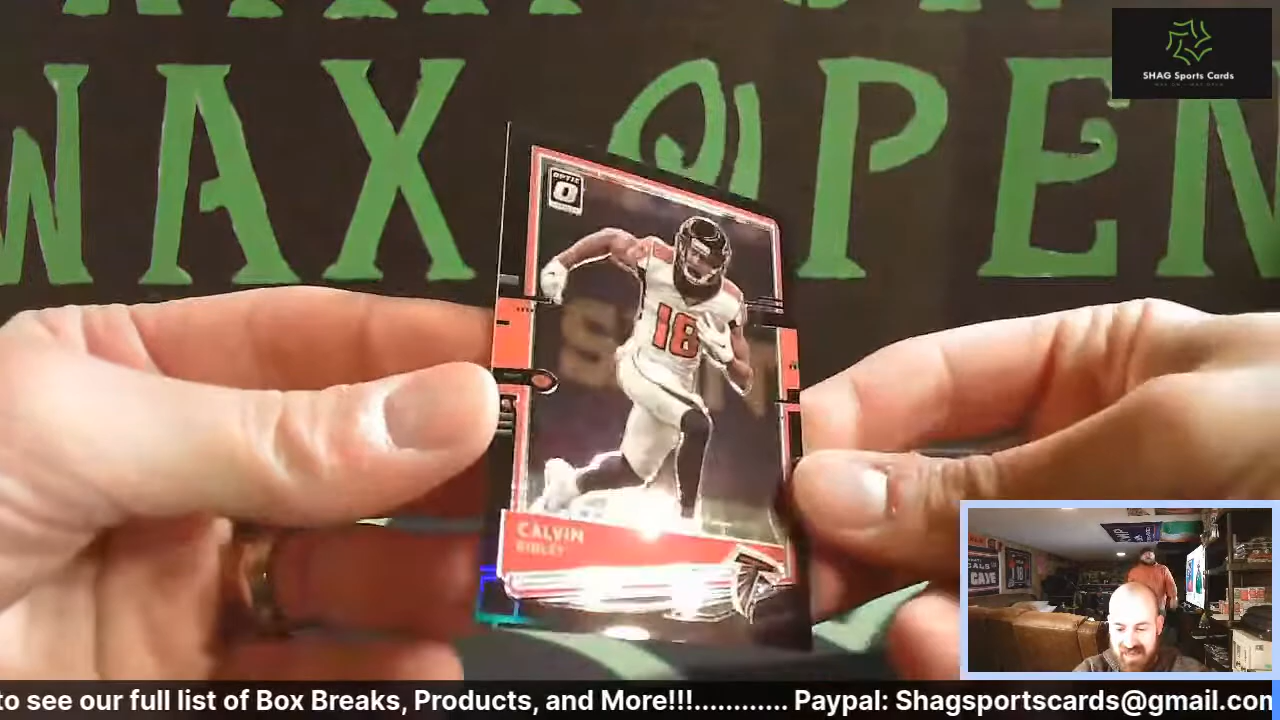 WAX OPEN
SHAG Sports Cards
OPTIC
18
CALVIN
RIDLEY
CAVE
to see our full list of Box Breaks, Products, and More!!!............ Paypal: Shagsportscards@gmail.com